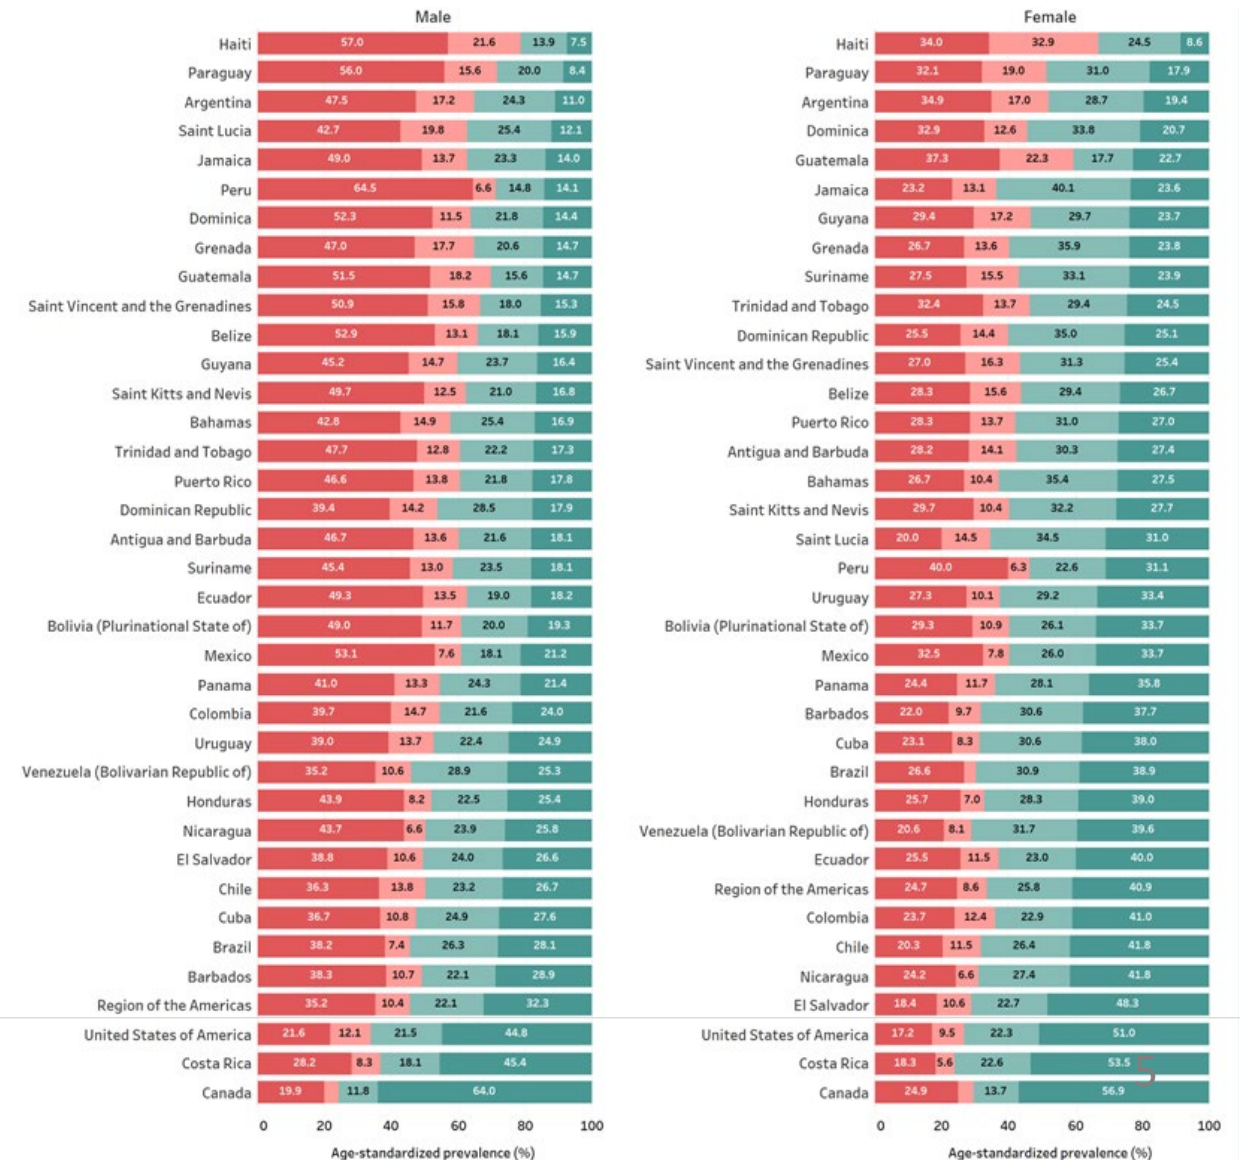 Male
Haiti 57.0 21.6 13.9 7.5
Paraguay 56.0 15.6 20.0 8.4
Argentina 47.5 17.2 24.3 11.0
Saint Lucia 42.7 19.8 25.4 12.1
Jamaica 49.0 13.7 23.3 14.0
Peru 64.5 6.6 14.8 14.1
Dominica 52.3 11.5 21.8 14.4
Grenada 47.0 17.7 20.6 14.7
Guatemala 51.5 18.2 15.6 14.7
Saint Vincent and the Grenadines 50.9 15.8 18.0 15.3
Belize 52.9 13.1 18.1 15.9
Guyana 45.2 14.7 23.7 16.4
Saint Kitts and Nevis 49.7 12.5 21.0 16.8
Bahamas 42.8 14.9 25.4 16.9
Trinidad and Tobago 47.7 12.8 22.2 17.3
Puerto Rico 46.6 13.8 21.8 17.8
Dominican Republic 39.4 14.2 28.5 17.9
Antigua and Barbuda 46.7 13.6 21.6 18.1
Suriname 45.4 13.0 23.5 18.1
Ecuador 49.3 13.5 19.0 18.2
Bolivia (Plurinational State of) 49.0 11.7 20.0 19.3
Mexico 53.1 7.6 18.1 21.2
Panama 41.0 13.3 24.3 21.4
Colombia 39.7 14.7 21.6 24.0
Uruguay 39.0 13.7 22.4 24.9
Venezuela (Bolivarian Republic of) 35.2 10.6 28.9 25.3
Honduras 43.9 8.2 22.5 25.4
Nicaragua 43.7 6.6 23.9 25.8
El Salvador 38.8 10.6 24.0 26.6
Chile 36.3 13.8 23.2 26.7
Cuba 36.7 10.8 24.9 27.6
Brazil 38.2 7.4 26.3 28.1
Barbados 38.3 10.7 22.1 28.9
Region of the Americas 35.2 10.4 22.1 32.3
United States of America 21.6 12.1 21.5 44.8
Costa Rica 28.2 8.3 18.1 45.4
Canada 19.9 11.8 64.0
0 20 40 60 80 100
Age-standardized prevalence (%)
Female
Haiti 34.0 32.9 24.5 8.6
Paraguay 32.1 19.0 31.0 17.9
Argentina 34.9 17.0 28.7 19.4
Dominica 32.9 12.6 33.8 20.7
Guatemala 37.3 22.3 17.7 22.7
Jamaica 23.2 13.1 40.1 23.6
Guyana 29.4 17.2 29.7 23.7
Grenada 26.7 13.6 35.9 23.8
Suriname 27.5 15.5 33.1 23.9
Trinidad and Tobago 32.4 13.7 29.4 24.5
Dominican Republic 25.5 14.4 35.0 25.1
Saint Vincent and the Grenadines 27.0 16.3 31.3 25.4
Belize 28.3 15.6 29.4 26.7
Puerto Rico 28.3 13.7 31.0 27.0
Antigua and Barbuda 28.2 14.1 30.3 27.4
Bahamas 26.7 10.4 35.4 27.5
Saint Kitts and Nevis 29.7 10.4 32.2 27.7
Saint Lucia 20.0 14.5 34.5 31.0
Peru 40.0 6.3 22.6 31.1
Uruguay 27.3 10.1 29.2 33.4
Bolivia (Plurinational State of) 29.3 10.9 26.1 33.7
Mexico 32.5 7.8 26.0 33.7
Panama 24.4 11.7 28.1 35.8
Barbados 22.0 9.7 30.6 37.7
Cuba 23.1 8.3 30.6 38.0
Brazil 26.6 30.9 38.9
Honduras 25.7 7.0 28.3 39.0
Venezuela (Bolivarian Republic of) 20.6 8.1 31.7 39.6
Ecuador 25.5 11.5 23.0 40.0
Region of the Americas 24.7 8.6 25.8 40.9
Colombia 23.7 12.4 22.9 41.0
Chile 20.3 11.5 26.4 41.8
Nicaragua 24.2 6.6 27.4 41.8
El Salvador 18.4 10.6 22.7 48.3
United States of America 17.2 9.5 22.3 51.0
Costa Rica 18.3 5.6 22.6 53.5
5
Canada 24.9 13.7 56.9
0 20 40 60 80 100
Age-standardized prevalence (%)